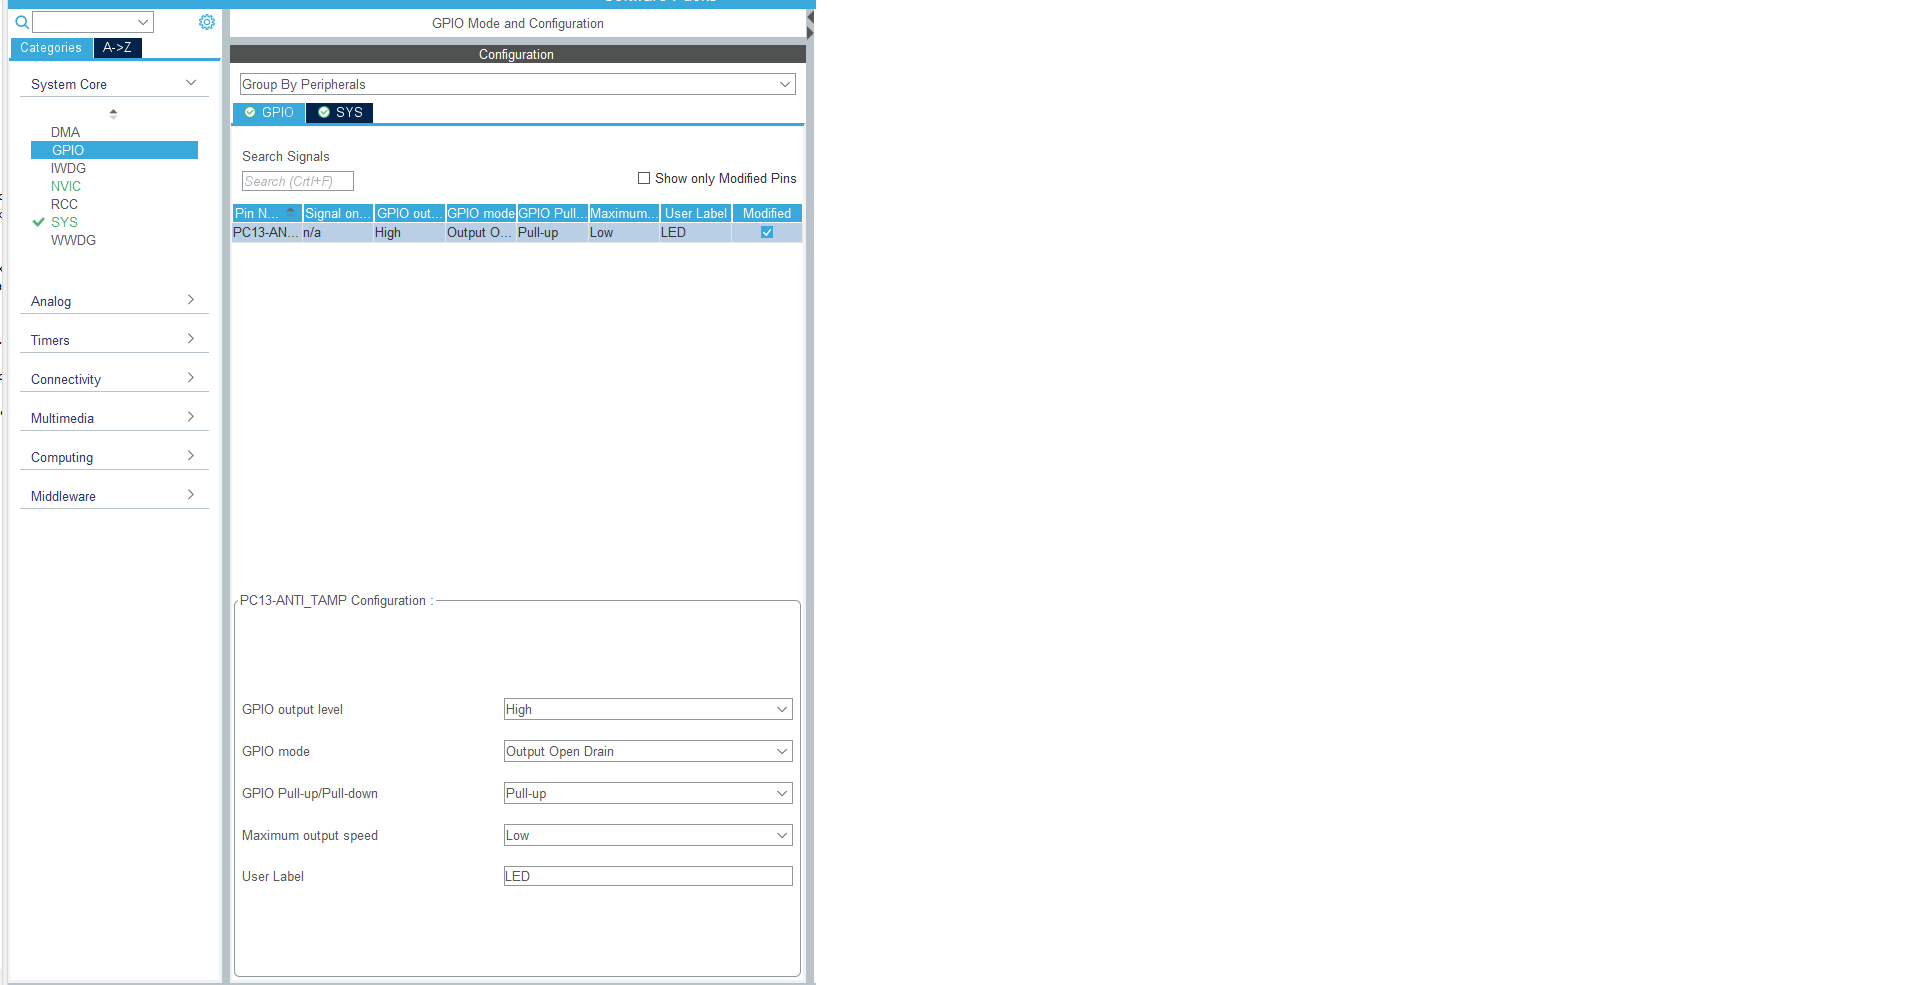 GPIO Mode and Configuration
Categories A->Z
Configuration
System Core
Group By Peripherals
GPIO SYS
DMA
GPIO
IWDG
NVIC
RCC
SYS
WWDG
Search Signals
Search (Crtl+F)
Show only Modified Pins
Pin N... Signal on... GPIO out... GPIO mode GPIO Pull... Maximum... User Label Modified
PC13-AN... n/a High Output O... Pull-up Low LED
Analog
Timers
Connectivity
Multimedia
Computing
Middleware
PC13-ANTI_TAMP Configuration :
GPIO output level High
GPIO mode Output Open Drain
GPIO Pull-up/Pull-down Pull-up
Maximum output speed Low
User Label LED